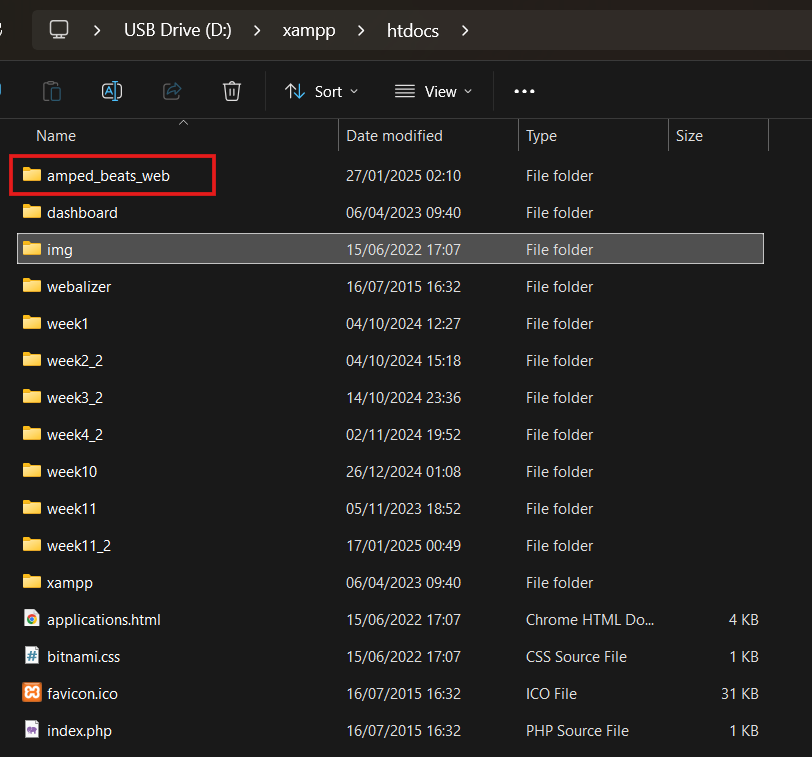 USB Drive (D:) > xampp > htdocs >
Sort View •••
Name Date modified Type Size
amped_beats_web 27/01/2025 02:10 File folder
dashboard 06/04/2023 09:40 File folder
img 15/06/2022 17:07 File folder
webalizer 16/07/2015 16:32 File folder
week1 04/10/2024 12:27 File folder
week2_2 04/10/2024 15:18 File folder
week3_2 14/10/2024 23:36 File folder
week4_2 02/11/2024 19:52 File folder
week10 26/12/2024 01:08 File folder
week11 05/11/2023 18:52 File folder
week11_2 17/01/2025 00:49 File folder
xampp 06/04/2023 09:40 File folder
applications.html 15/06/2022 17:07 Chrome HTML Do... 4 KB
bitnami.css 15/06/2022 17:07 CSS Source File 1 KB
favicon.ico 16/07/2015 16:32 ICO File 31 KB
index.php 16/07/2015 16:32 PHP Source File 1 KB